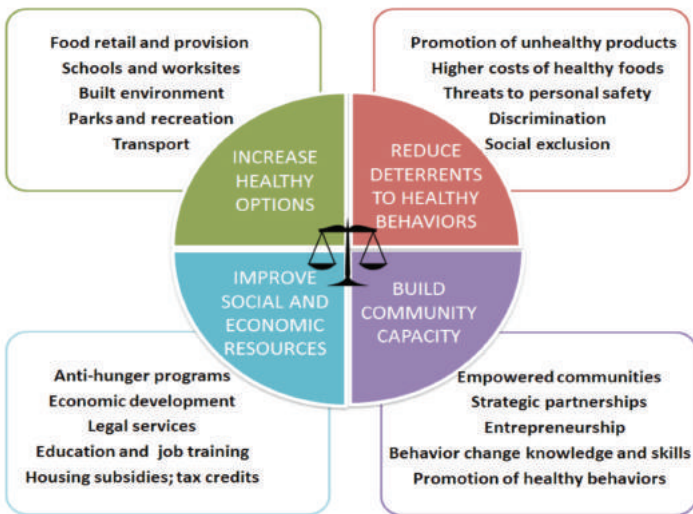 Food retail and provision
Schools and worksites
Built environment
Parks and recreation
Transport
Promotion of unhealthy products
Higher costs of healthy foods
Threats to personal safety
Discrimination
Social exclusion
INCREASE
HEALTHY
OPTIONS
REDUCE
DETERRENTS
TO HEALTHY
BEHAVIORS
IMPROVE
SOCIAL AND
ECONOMIC
RESOURCES
BUILD
COMMUNITY
CAPACITY
Anti-hunger programs
Economic development
Legal services
Education and job training
Housing subsidies; tax credits
Empowered communities
Strategic partnerships
Entrepreneurship
Behavior change knowledge and skills
Promotion of healthy behaviors